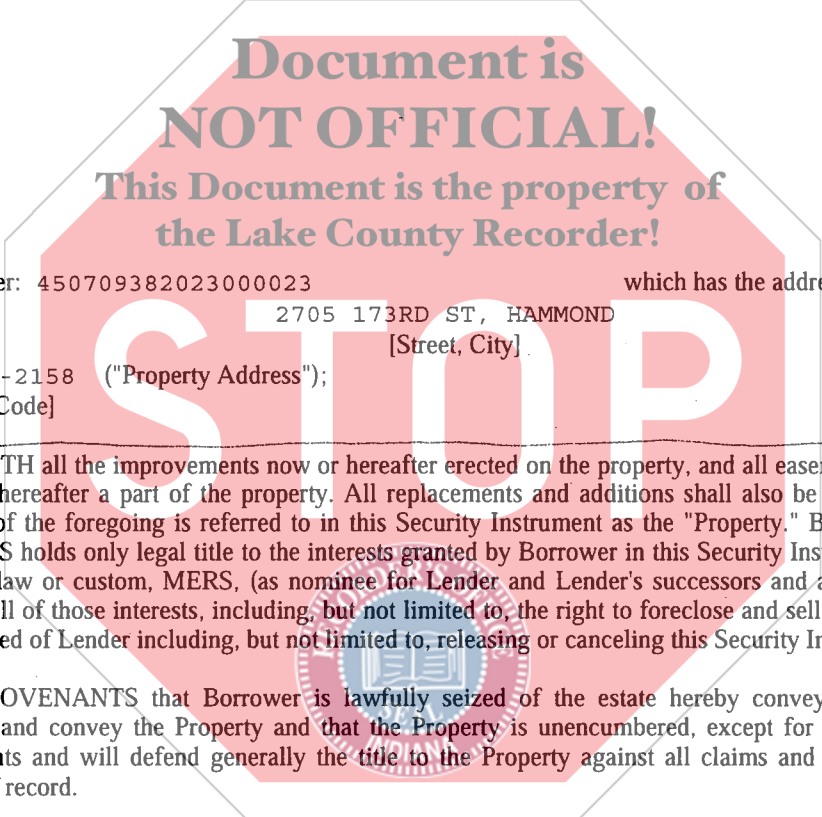 Document is
NOT OFFICIAL!
This Document is the property of
the Lake County Recorder!
er: 450709382023000023 which has the addre
2705 173RD ST, HAMMOND
[Street, City]
-2158 ("Property Address");
Code]
STOP
TH all the improvements now or hereafter erected on the property, and all easer
hereafter a part of the property. All replacements and additions shall also be
of the foregoing is referred to in this Security Instrument as the "Property." B
S holds only legal title to the interests granted by Borrower in this Security Ins
law or custom, MERS, (as nominee for Lender and Lender's successors and a
ll of those interests, including, but not limited to, the right to foreclose and sell
ed of Lender including, but not limited to, releasing or canceling this Security In
RECORDER'S OFFICE
SEAL
INDIANA
OVENANTS that Borrower is lawfully seized of the estate hereby convey
and convey the Property and that the Property is unencumbered, except for
ts and will defend generally the title to the Property against all claims and
record.